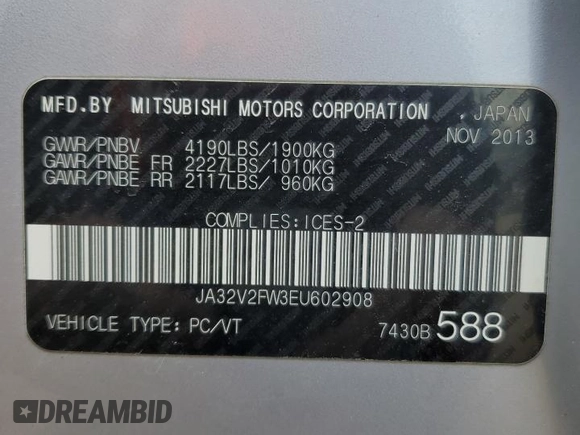 MFD.BY MITSUBISHI MOTORS CORPORATION , JAPAN
NOV 2013
GVWR/PNBV 4190LBS/1900KG
GAWR/PNBE FR 2227LBS/1010KG
GAWR/PNBE RR 2117LBS/ 960KG
COMPLIES:ICES-2
JA32V2FW3EU602908
VEHICLE TYPE: PC/VT 7430B 588
DREAMBID